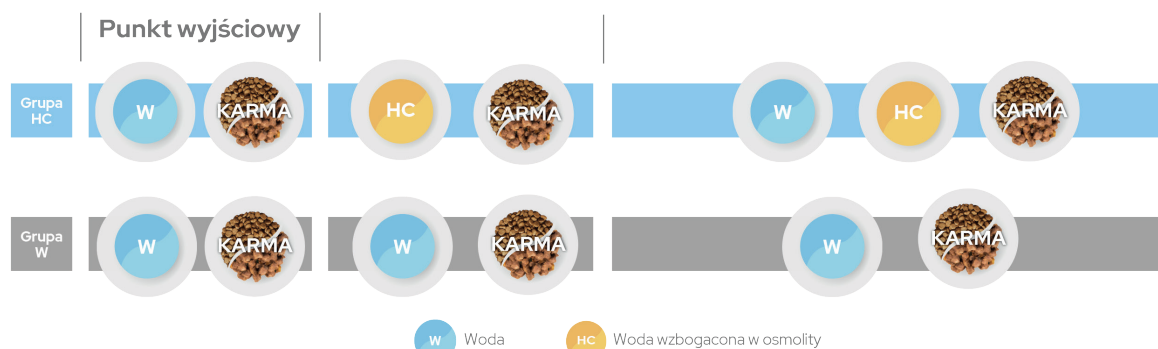 Punkt wyjściowy
Grupa
HC
W
KARMA
HC
KARMA
W
HC
KARMA
Grupa
W
W
KARMA
W
KARMA
W
KARMA
W Woda
HC Woda wzbogacona w osmolity